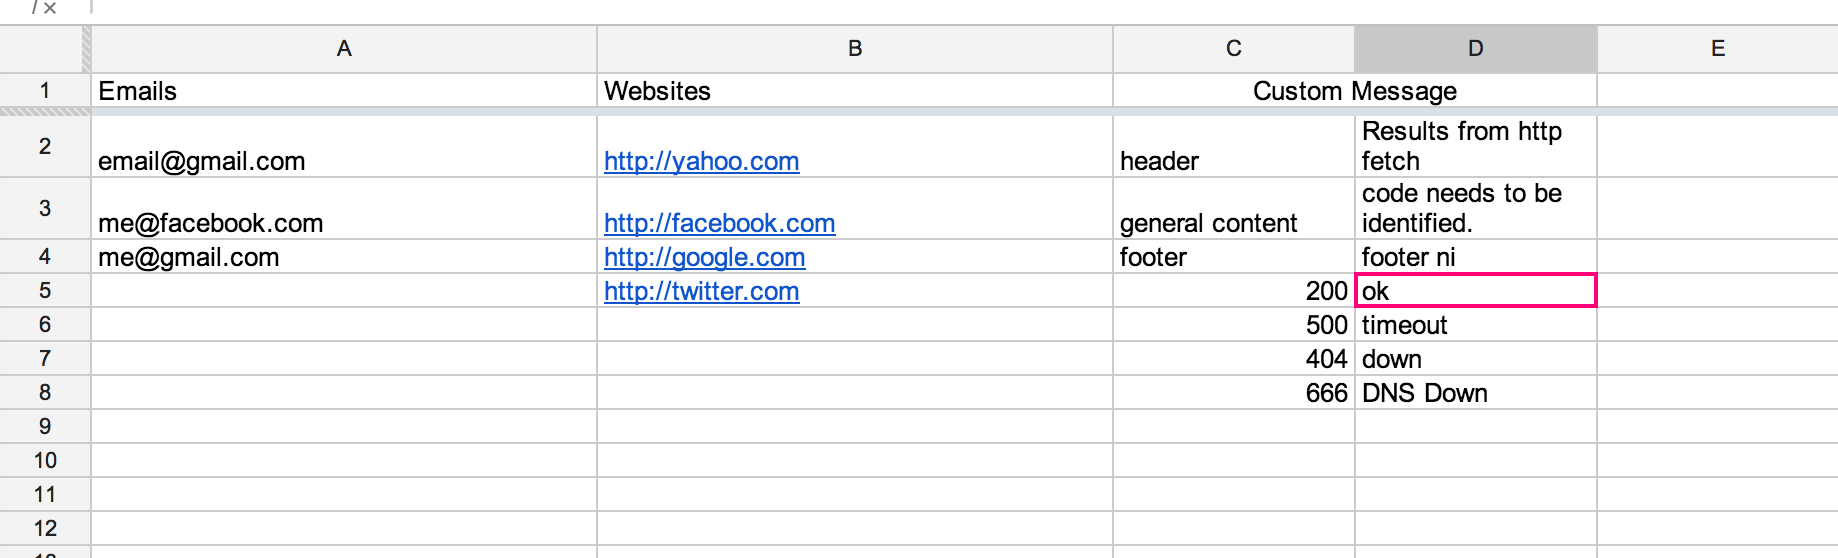 fx
A B C D E
1 Emails Websites Custom Message
2 email@gmail.com http://yahoo.com header Results from http
fetch
3 me@facebook.com http://facebook.com general content code needs to be
identified.
4 me@gmail.com http://google.com footer footer ni
5 http://twitter.com 200 ok
6 500 timeout
7 404 down
8 666 DNS Down
9
10
11
12